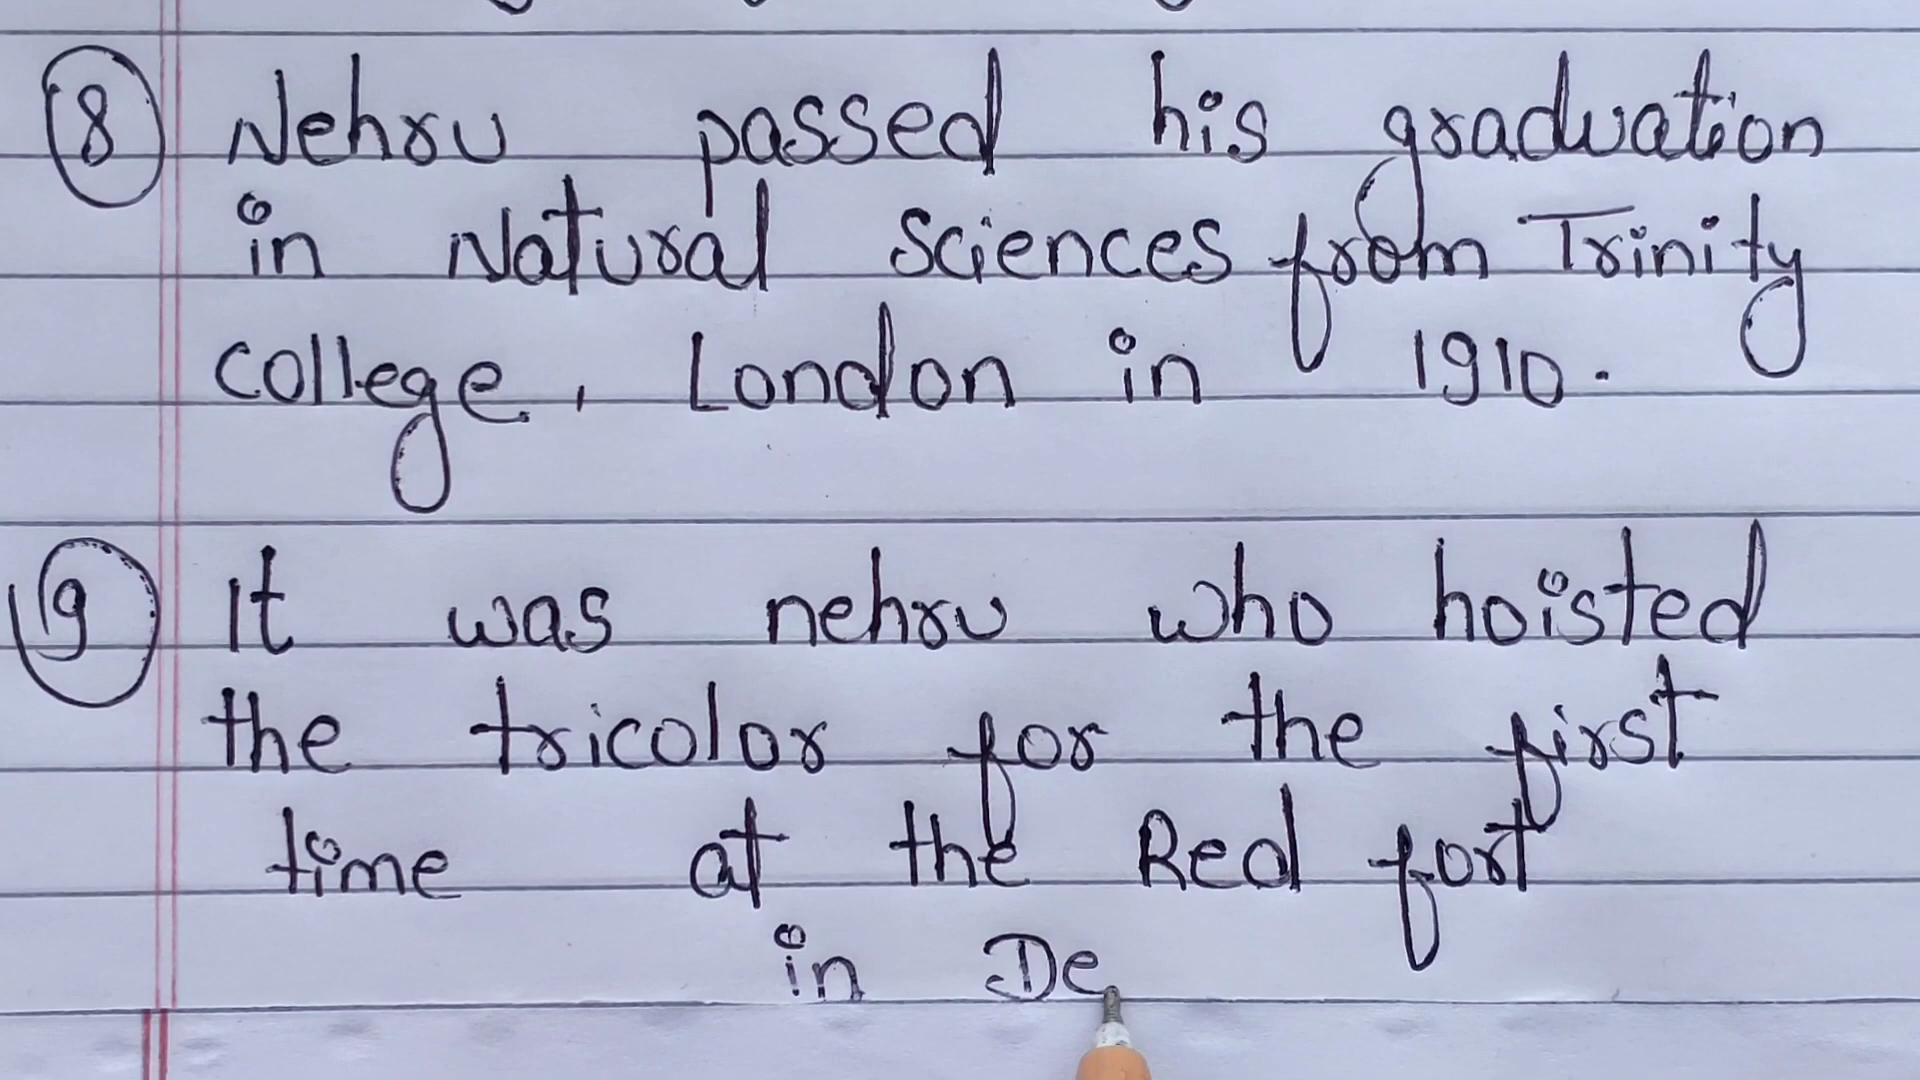 8 Nehru passed his graduation
in Natural Sciences from Trinity
college, London in 1910.
9 It was nehru who hoisted
the tricolor for the first
time at the Red fort
in De